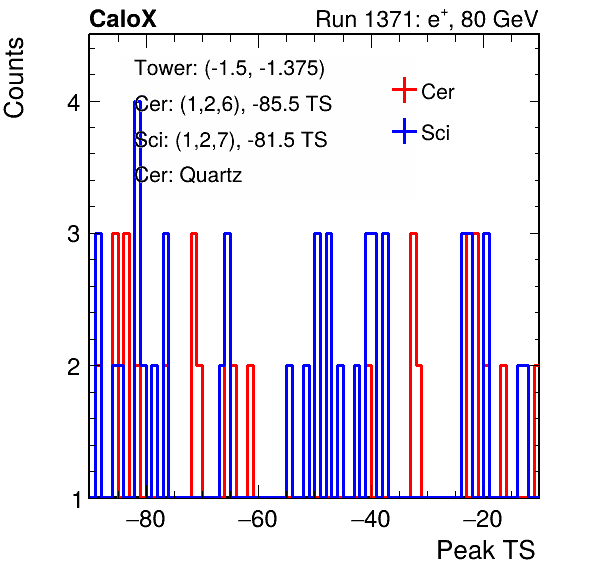 CaloX Run 1371: e⁺, 80 GeV
Counts
Tower: (-1.5, -1.375)
Cer: (1,2,6), -85.5 TS
Sci: (1,2,7), -81.5 TS
Cer: Quartz
Cer
Sci
4
3
2
1
−80 −60 −40 −20
Peak TS